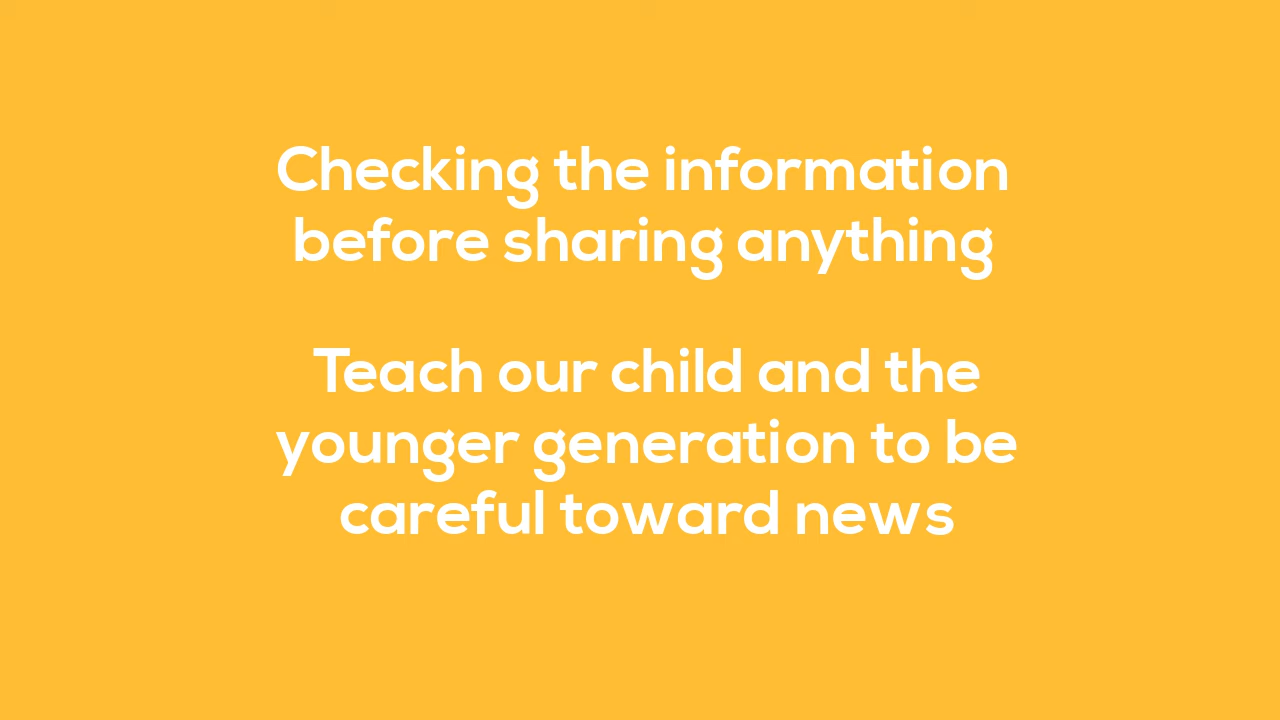 Checking the information
before sharing anything
Teach our child and the
younger generation to be
careful toward news